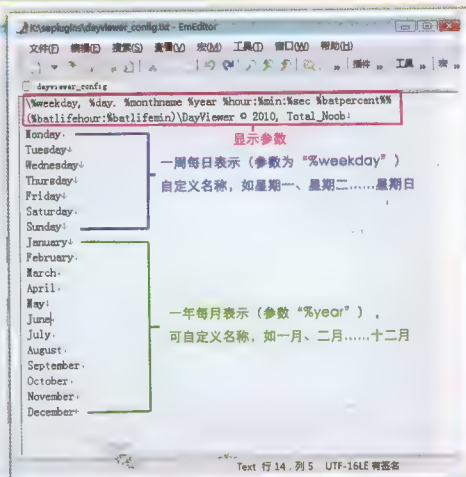 K:\seplugins\dayviewer_config.txt - EmEditor
文件(F) 编辑(E) 搜索(S) 查看(V) 宏(M) 工具(T) 窗口(W) 帮助(H)
插件 工具 宏
dayviewer_config
\%weekday, %day. %monthname %year %hour:%min:%sec %batpercent%%
(%batlifehour:%batlifemin)\DayViewer © 2010, Total_Noob↓
显示参数
Monday↓
Tuesday↓
Wednesday↓
Thursday↓
Friday↓
Saturday↓
Sunday↓
一周每日表示（参数为“%weekday”）
自定义名称，如星期一、星期二……星期日
January↓
February↓
March↓
April↓
May↓
June↓
July↓
August↓
September↓
October↓
November↓
December↓
一年每月表示（参数“%year”），
可自定义名称，如一月、二月……十二月
Text 行 14，列 5 UTF-16LE 有签名